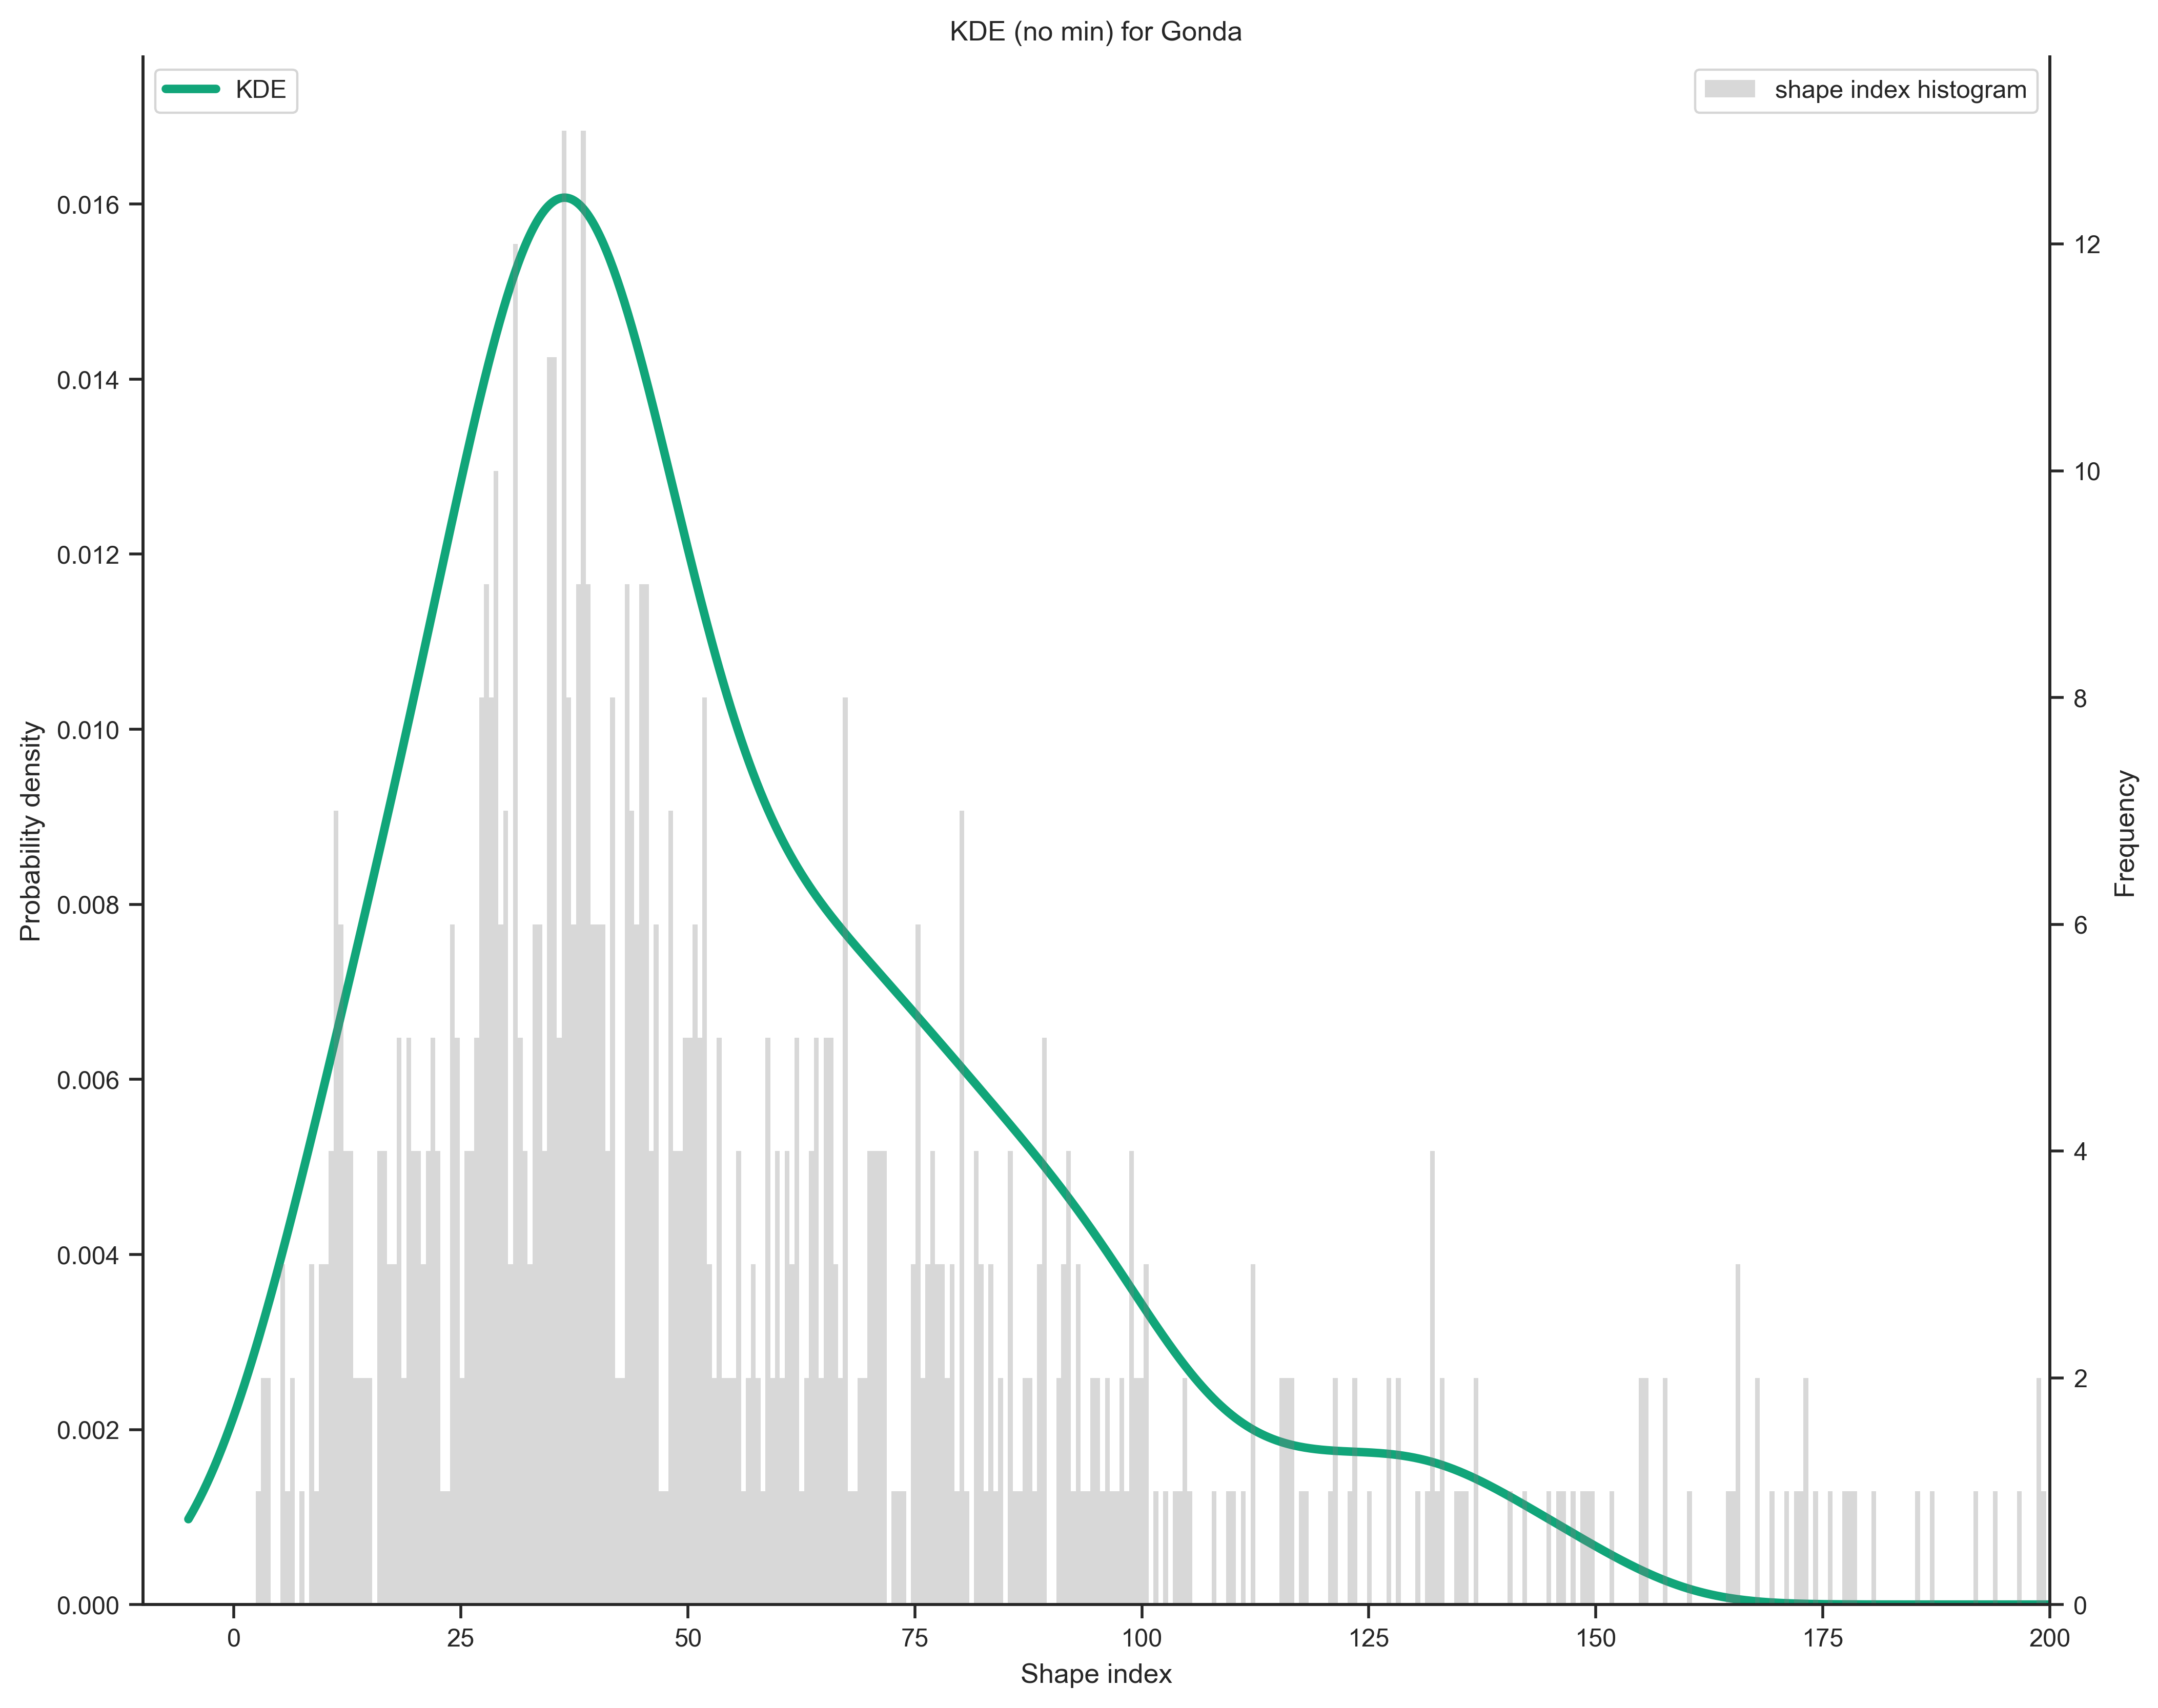 KDE (no min) for Gonda
KDE
shape index histogram
0.016
0.014
0.012
0.010
0.008
0.006
0.004
0.002
0.000
Probability density
12
10
8
6
4
2
0
Frequency
0 25 50 75 100 125 150 175 200
Shape index